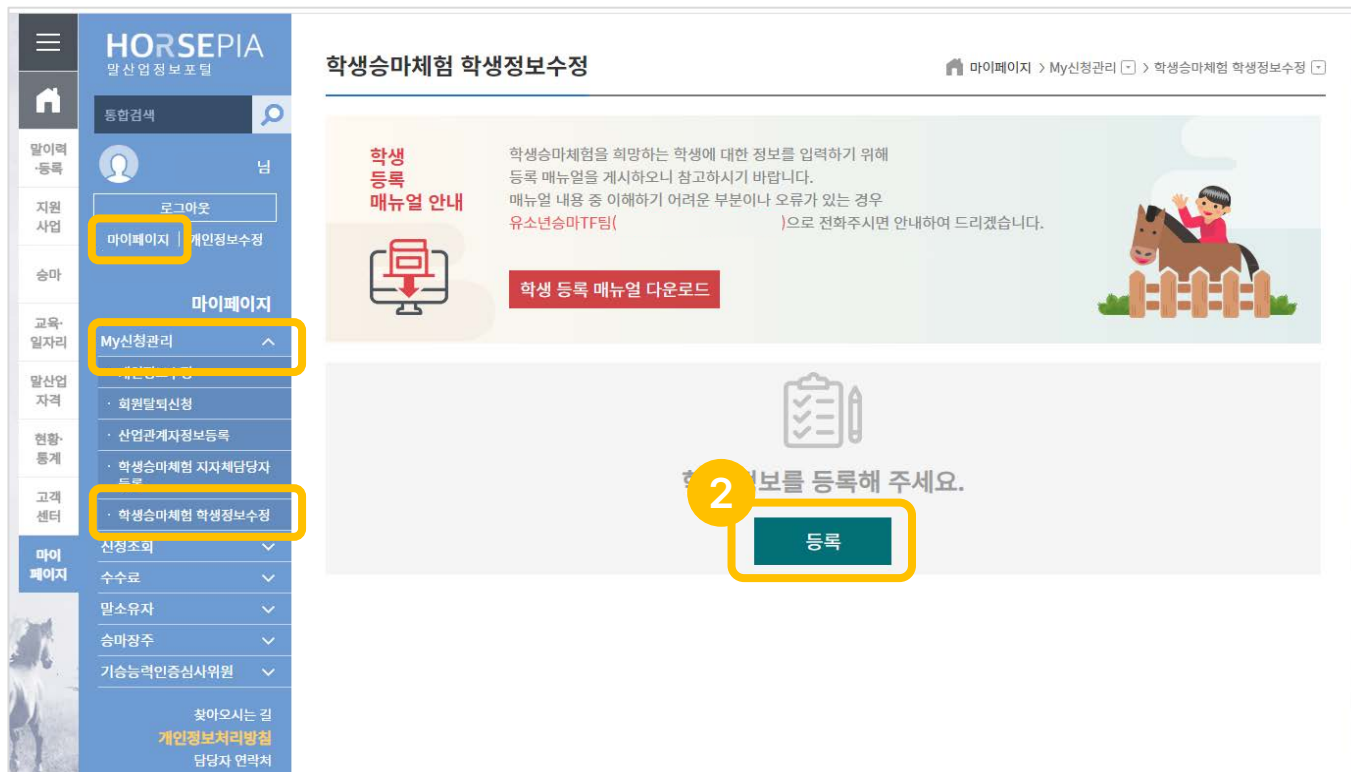 HORSEPIA
말산업정보포털
통합검색
님
로그아웃
마이페이지 | 개인정보수정
마이페이지
My신청관리
· 개인정보수정
· 회원탈퇴신청
· 산업관계자정보등록
· 학생승마체험 지자체담당자
등록
· 학생승마체험 학생정보수정
신청조회
수수료
말소유자
승마장주
기승능력인증심사위원
찾아오시는 길
개인정보처리방침
담당자 연락처
말이력
·등록
지원
사업
승마
교육·
일자리
말산업
자격
현황·
통계
고객
센터
마이
페이지
학생승마체험 학생정보수정
마이페이지 > My신청관리 > 학생승마체험 학생정보수정
학생
등록
매뉴얼 안내
학생승마체험을 희망하는 학생에 대한 정보를 입력하기 위해
등록 매뉴얼을 게시하오니 참고하시기 바랍니다.
매뉴얼 내용 중 이해하기 어려운 부분이나 오류가 있는 경우
유소년승마TF팀( )으로 전화주시면 안내하여 드리겠습니다.
학생 등록 매뉴얼 다운로드
2
보를 등록해 주세요.
등록